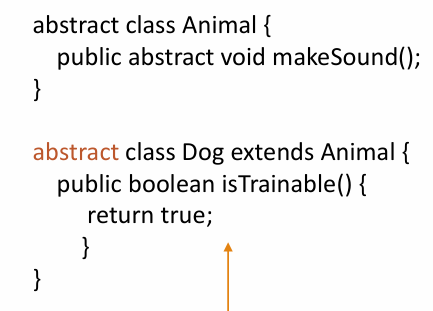 abstract class Animal {
public abstract void makeSound();
}
abstract class Dog extends Animal {
public boolean isTrainable() {
return true;
}
}